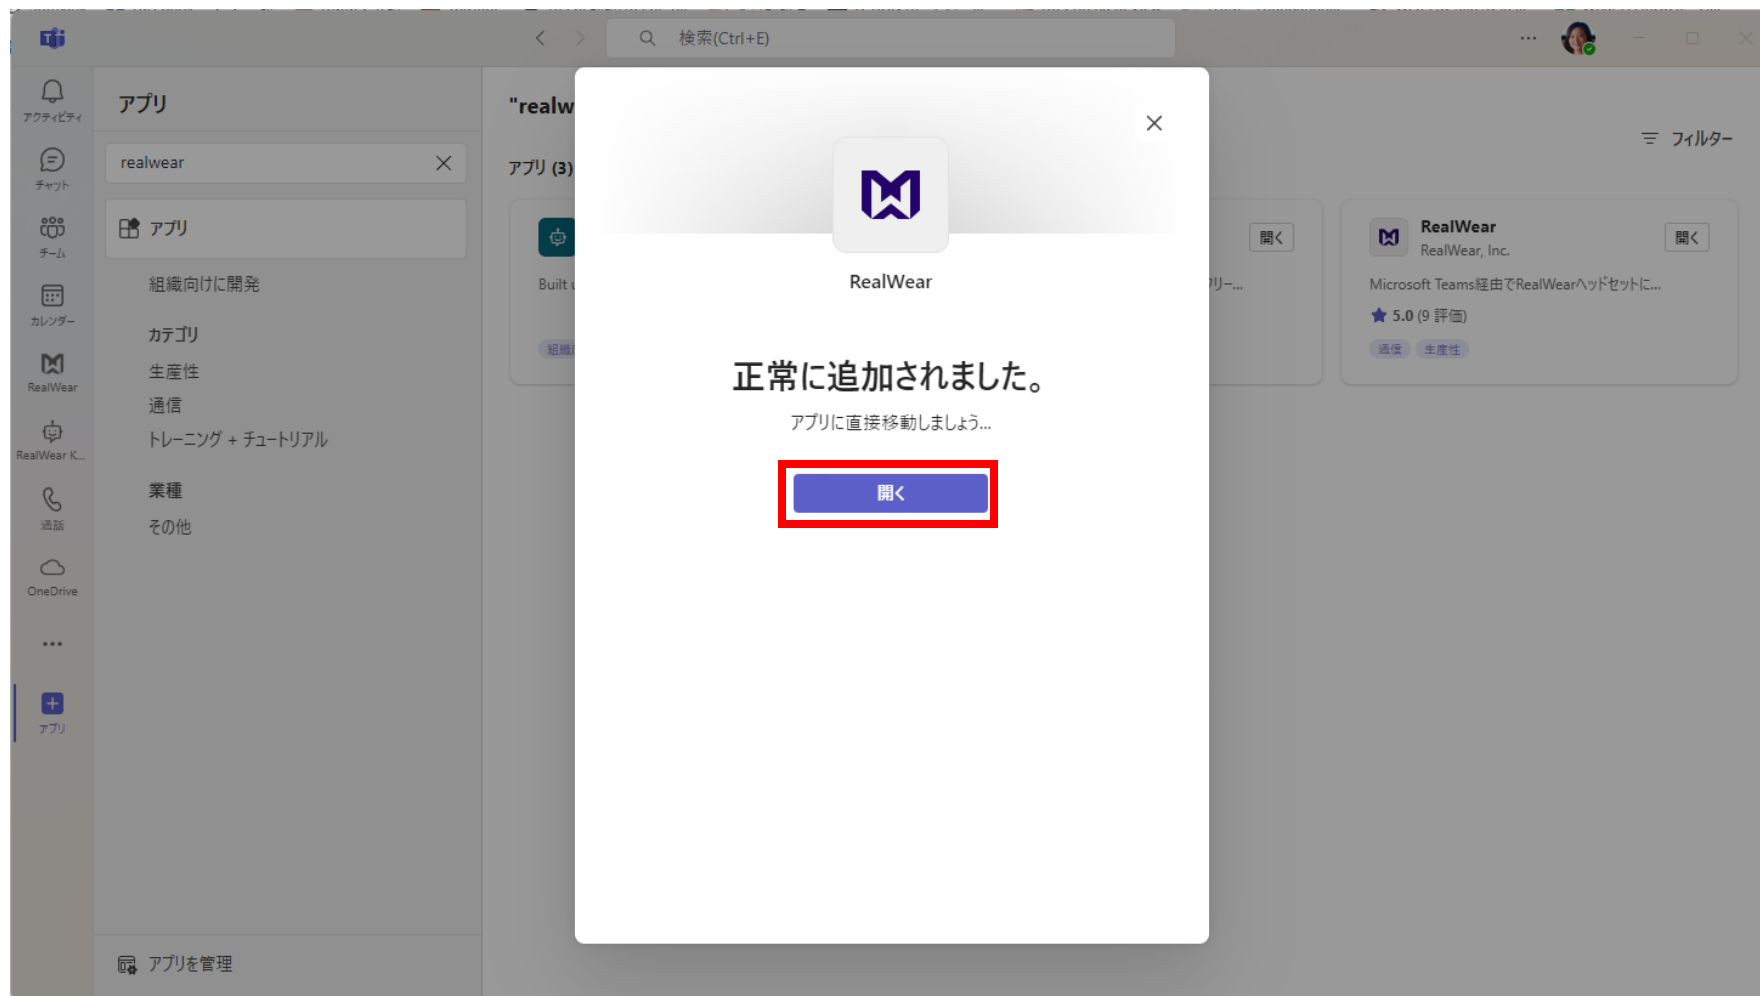 検索(Ctrl+E)
アクティビティ
チャット
チーム
カレンダー
RealWear
RealWear K...
通話
OneDrive
アプリ
アプリ
realwear
アプリ
組織向けに開発
カテゴリ
生産性
通信
トレーニング + チュートリアル
業種
その他
アプリを管理
"realw
アプリ (3)
フィルター
Built
組織
開く
フリー...
RealWear
RealWear, Inc.
開く
Microsoft Teams経由でRealWearヘッドセットに...
5.0 (9 評価)
通信 生産性
RealWear
正常に追加されました。
アプリに直接移動しましょう...
開く